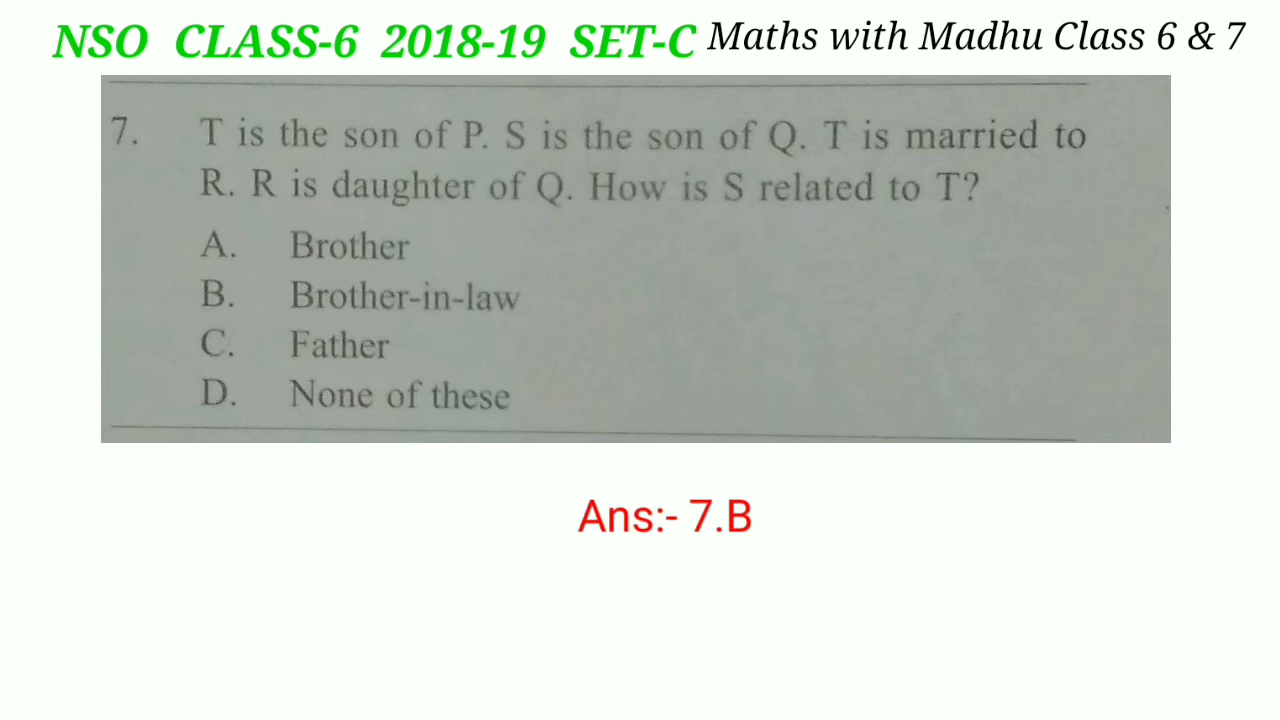 NSO CLASS-6 2018-19 SET-C Maths with Madhu Class 6 & 7
7. T is the son of P. S is the son of Q. T is married to
R. R is daughter of Q. How is S related to T?
A. Brother
B. Brother-in-law
C. Father
D. None of these
Ans:- 7.B